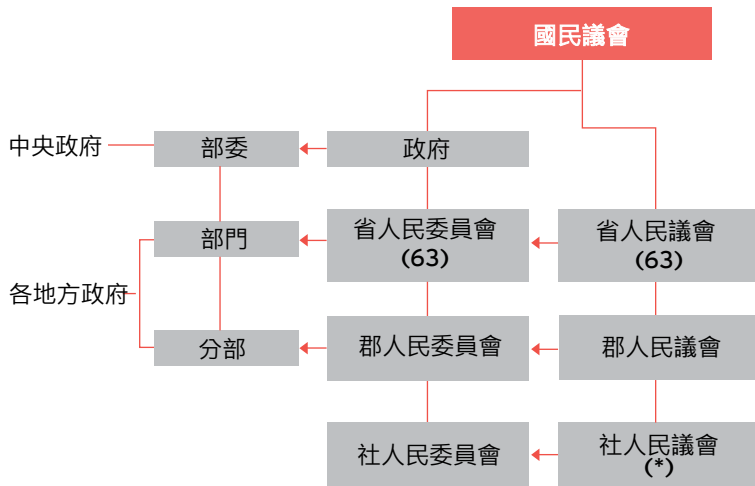 國民議會
中央政府
部委
政府
部門
省人民委員會
(63)
省人民議會
(63)
各地方政府
分部
郡人民委員會
郡人民議會
社人民委員會
社人民議會
(*)